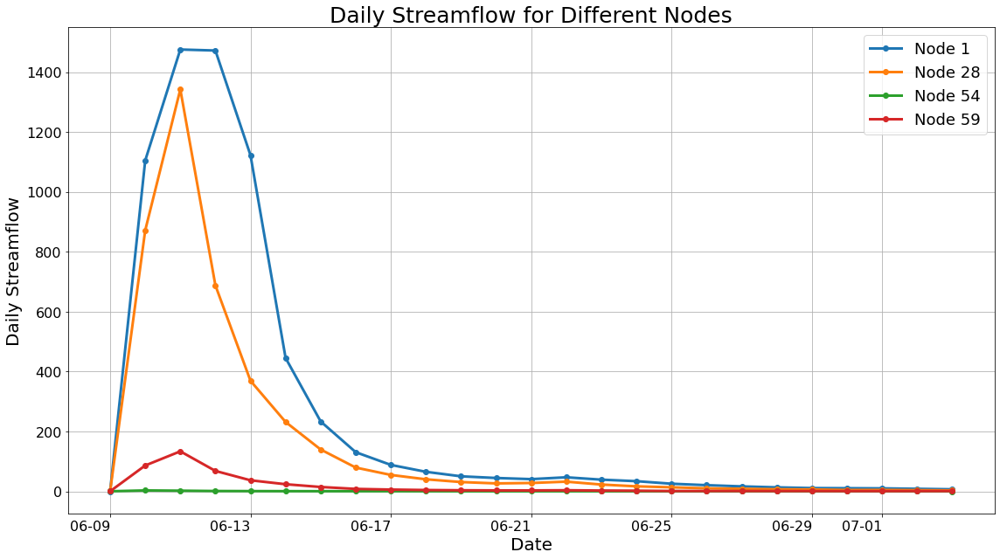 Daily Streamflow for Different Nodes
Node 1
Node 28
Node 54
Node 59
Daily Streamflow
1400
1200
1000
800
600
400
200
0
06-09 06-13 06-17 06-21 06-25 06-29 07-01
Date